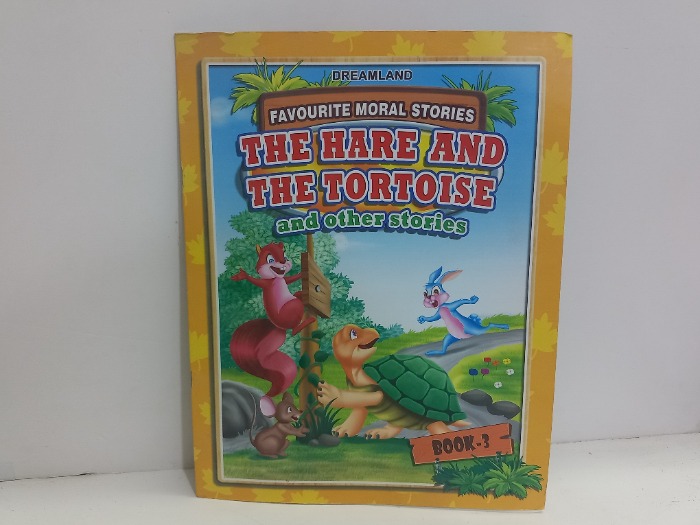 DREAMLAND
FAVOURITE MORAL STORIES
THE HARE AND
THE TORTOISE
and other stories
BOOK-3